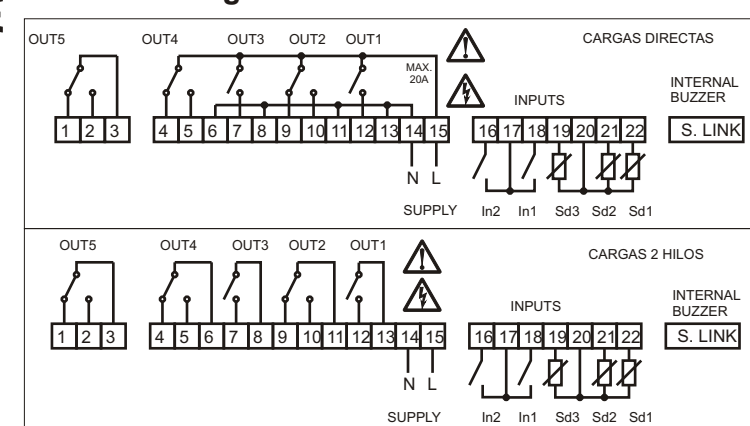 OUT5 OUT4 OUT3 OUT2 OUT1 CARGAS DIRECTAS
MAX.
20A
INPUTS
INTERNAL
BUZZER
1 2 3 4 5 6 7 8 9 10 11 12 13 14 15 16 17 18 19 20 21 22 S. LINK
N L
SUPPLY In2 In1 Sd3 Sd2 Sd1
OUT5 OUT4 OUT3 OUT2 OUT1 CARGAS 2 HILOS
INPUTS
INTERNAL
BUZZER
1 2 3 4 5 6 7 8 9 10 11 12 13 14 15 16 17 18 19 20 21 22 S. LINK
N L
SUPPLY In2 In1 Sd3 Sd2 Sd1